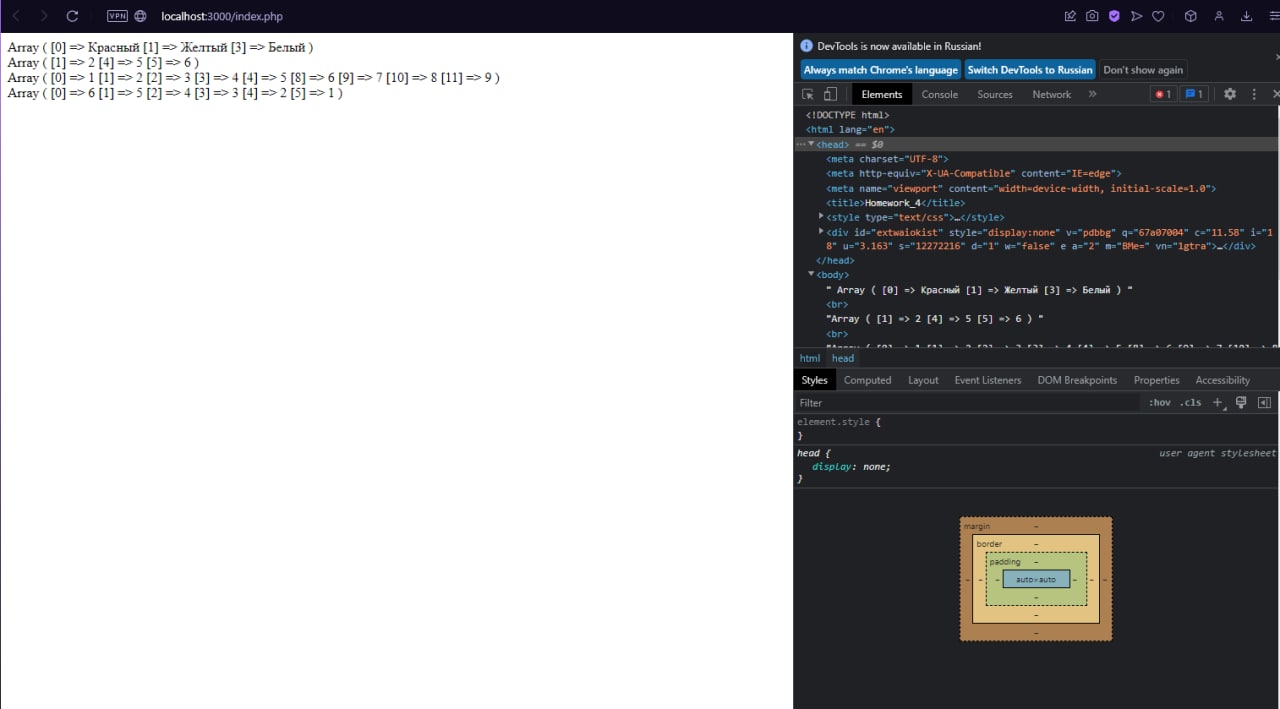 VPN localhost:3000/index.php
Array ( [0] => Красный [1] => Желтый [3] => Белый )
Array ( [1] => 2 [4] => 5 [5] => 6 )
Array ( [0] => 1 [1] => 2 [2] => 3 [3] => 4 [4] => 5 [8] => 6 [9] => 7 [10] => 8 [11] => 9 )
Array ( [0] => 6 [1] => 5 [2] => 4 [3] => 3 [4] => 2 [5] => 1 )
DevTools is now available in Russian!
Always match Chrome's language Switch DevTools to Russian Don't show again
Elements Console Sources Network » 1 1
<!DOCTYPE html>
<html lang="en">
<head> == $0
<meta charset="UTF-8">
<meta http-equiv="X-UA-Compatible" content="IE=edge">
<meta name="viewport" content="width=device-width, initial-scale=1.0">
<title>Homework_4</title>
<style type="text/css">…</style>
<div id="extwaiokist" style="display:none" v="pdbbg" q="67a07004" c="11.58" i="1
8" u="3.163" s="12272216" d="1" w="false" e a="2" m="BMe=" vn="1gtra">…</div>
</head>
<body>
" Array ( [0] => Красный [1] => Желтый [3] => Белый ) "
<br>
"Array ( [1] => 2 [4] => 5 [5] => 6 ) "
<br>
html head
Styles Computed Layout Event Listeners DOM Breakpoints Properties Accessibility
Filter :hov .cls +
element.style {
}
head { user agent stylesheet
display: none;
}
margin -
border -
padding -
- - - auto×auto - - -
-
-
-